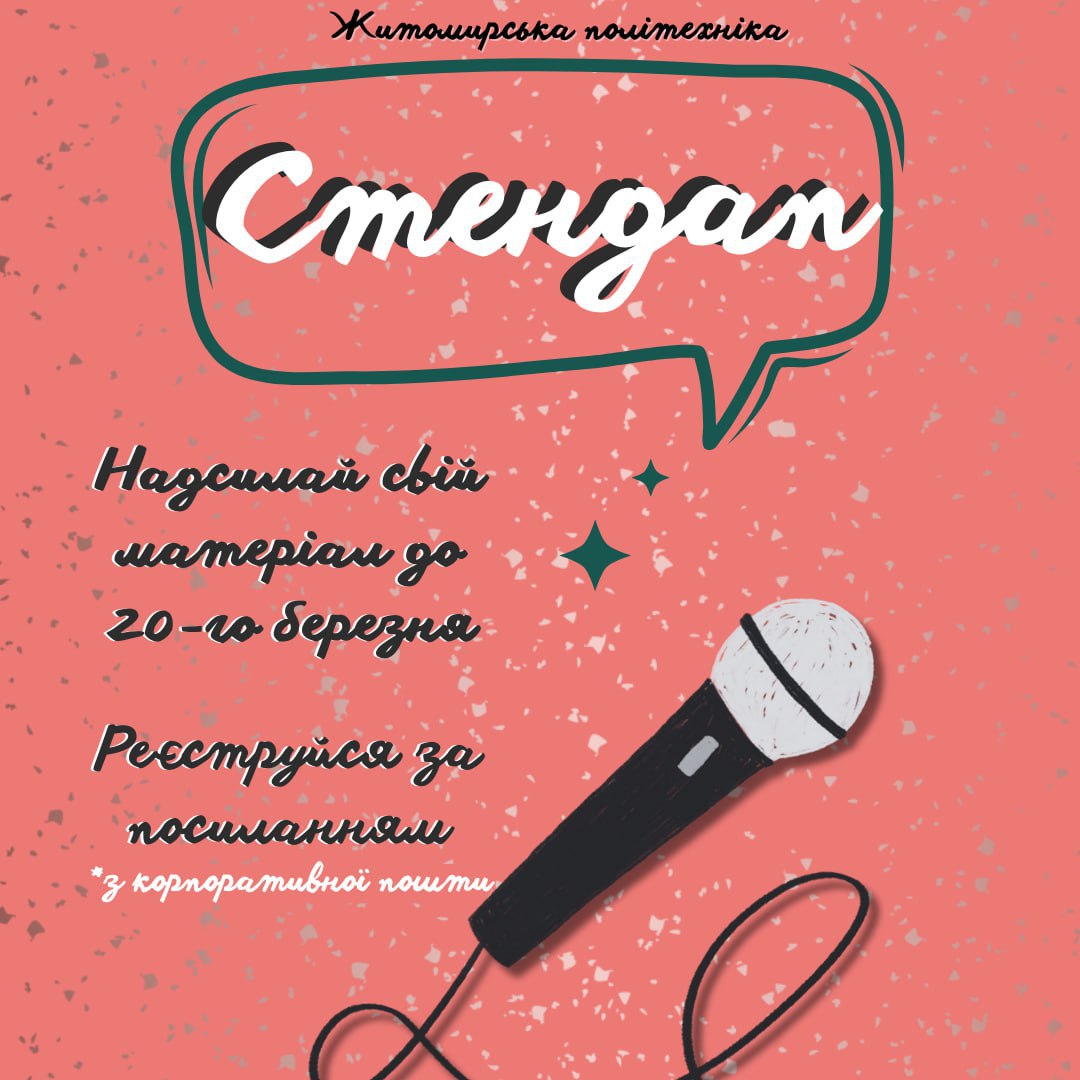 Житомирська політехніка
Стендап
Надсилай свій
матеріал до
20-го березня
Реєструйся за
посиланням
*з корпоративної пошти